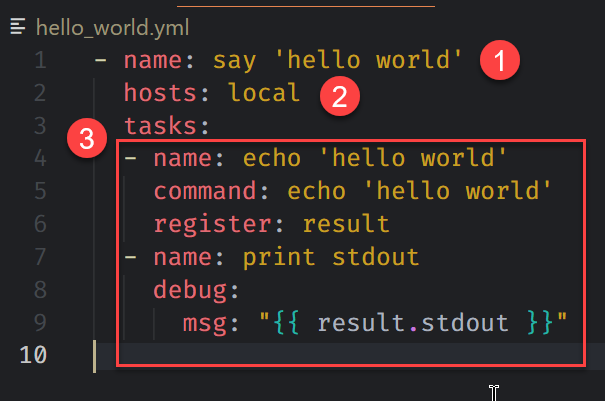 hello_world.yml
1 - name: say 'hello world' 1
2 hosts: local 2
3 tasks: 3
4 - name: echo 'hello world'
5 command: echo 'hello world'
6 register: result
7 - name: print stdout
8 debug:
9 msg: "{{ result.stdout }}"
10